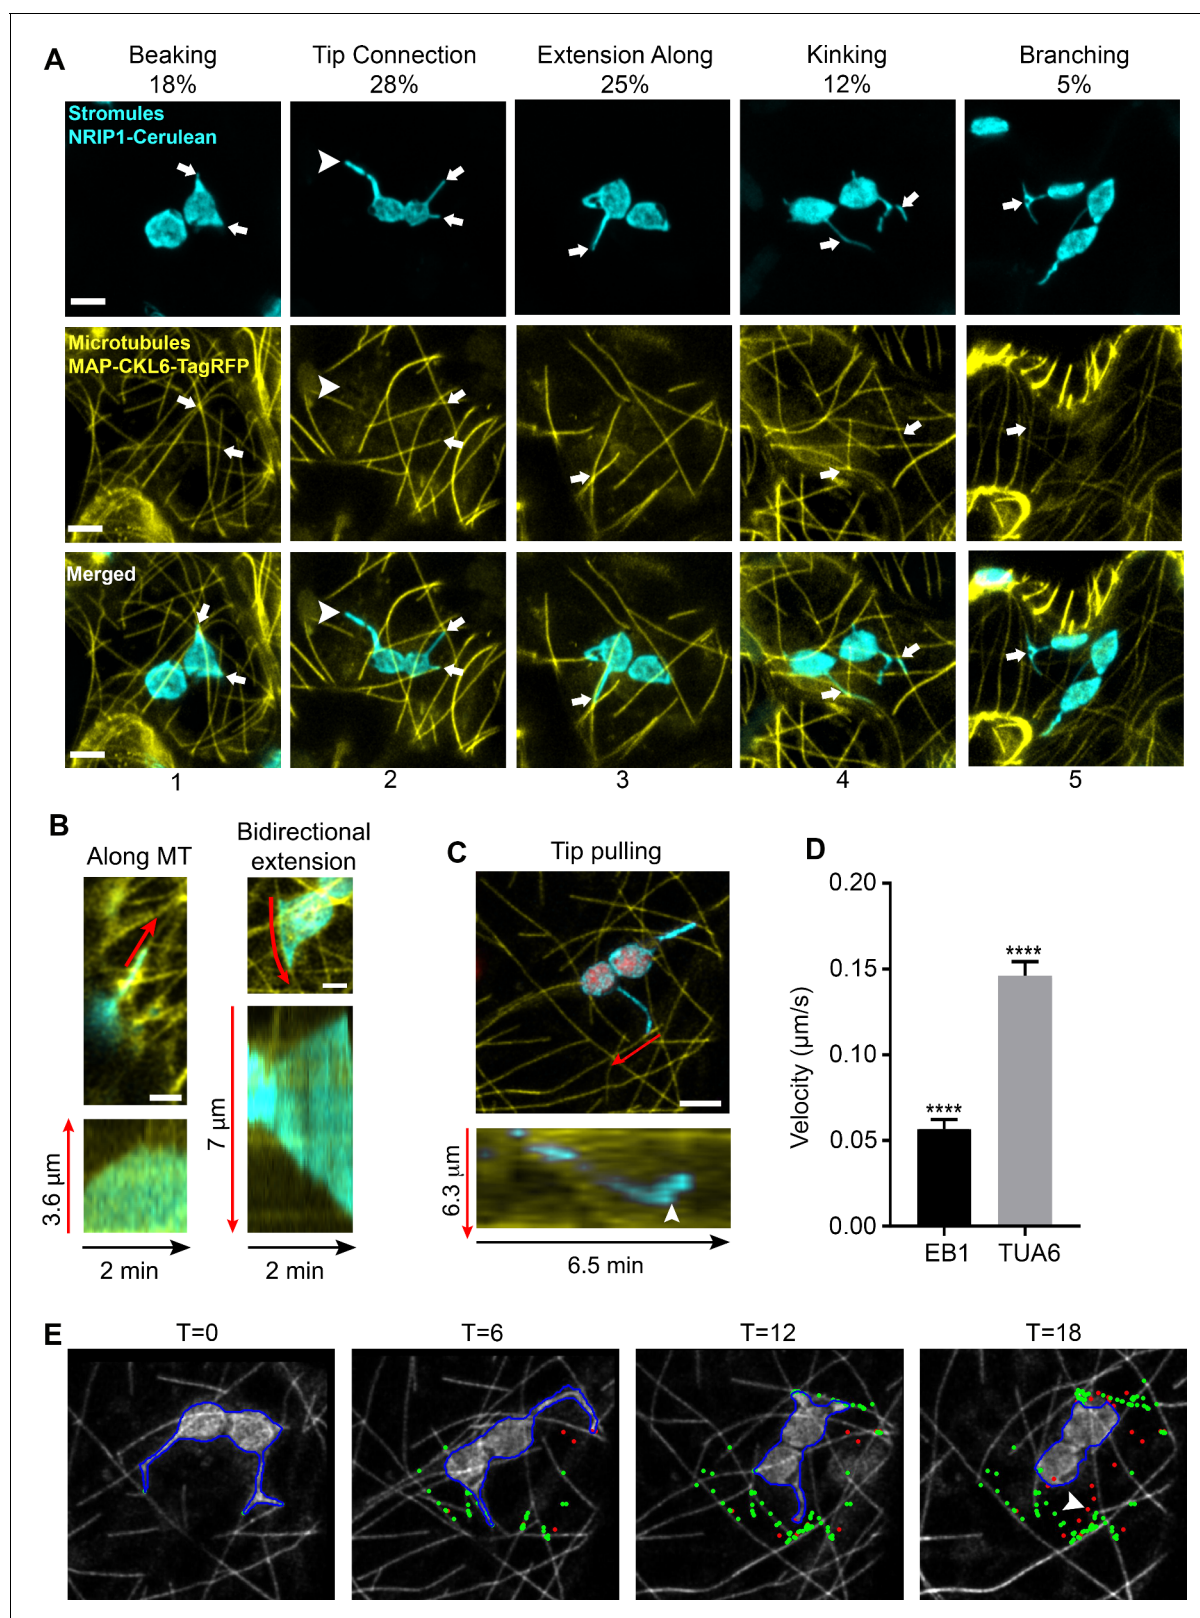 A
Beaking
18%
Tip Connection
28%
Extension Along
25%
Kinking
12%
Branching
5%
Stromules
NRIP1-Cerulean
Microtubules
MAP-CKL6-TagRFP
Merged
1
2
3
4
5
B
Along MT
Bidirectional
extension
3.6 µm
2 min
7 µm
2 min
C
Tip pulling
6.3 µm
6.5 min
D
Velocity (µm/s)
0.20
0.15
0.10
0.05
0.00
****
****
EB1
TUA6
E
T=0
T=6
T=12
T=18